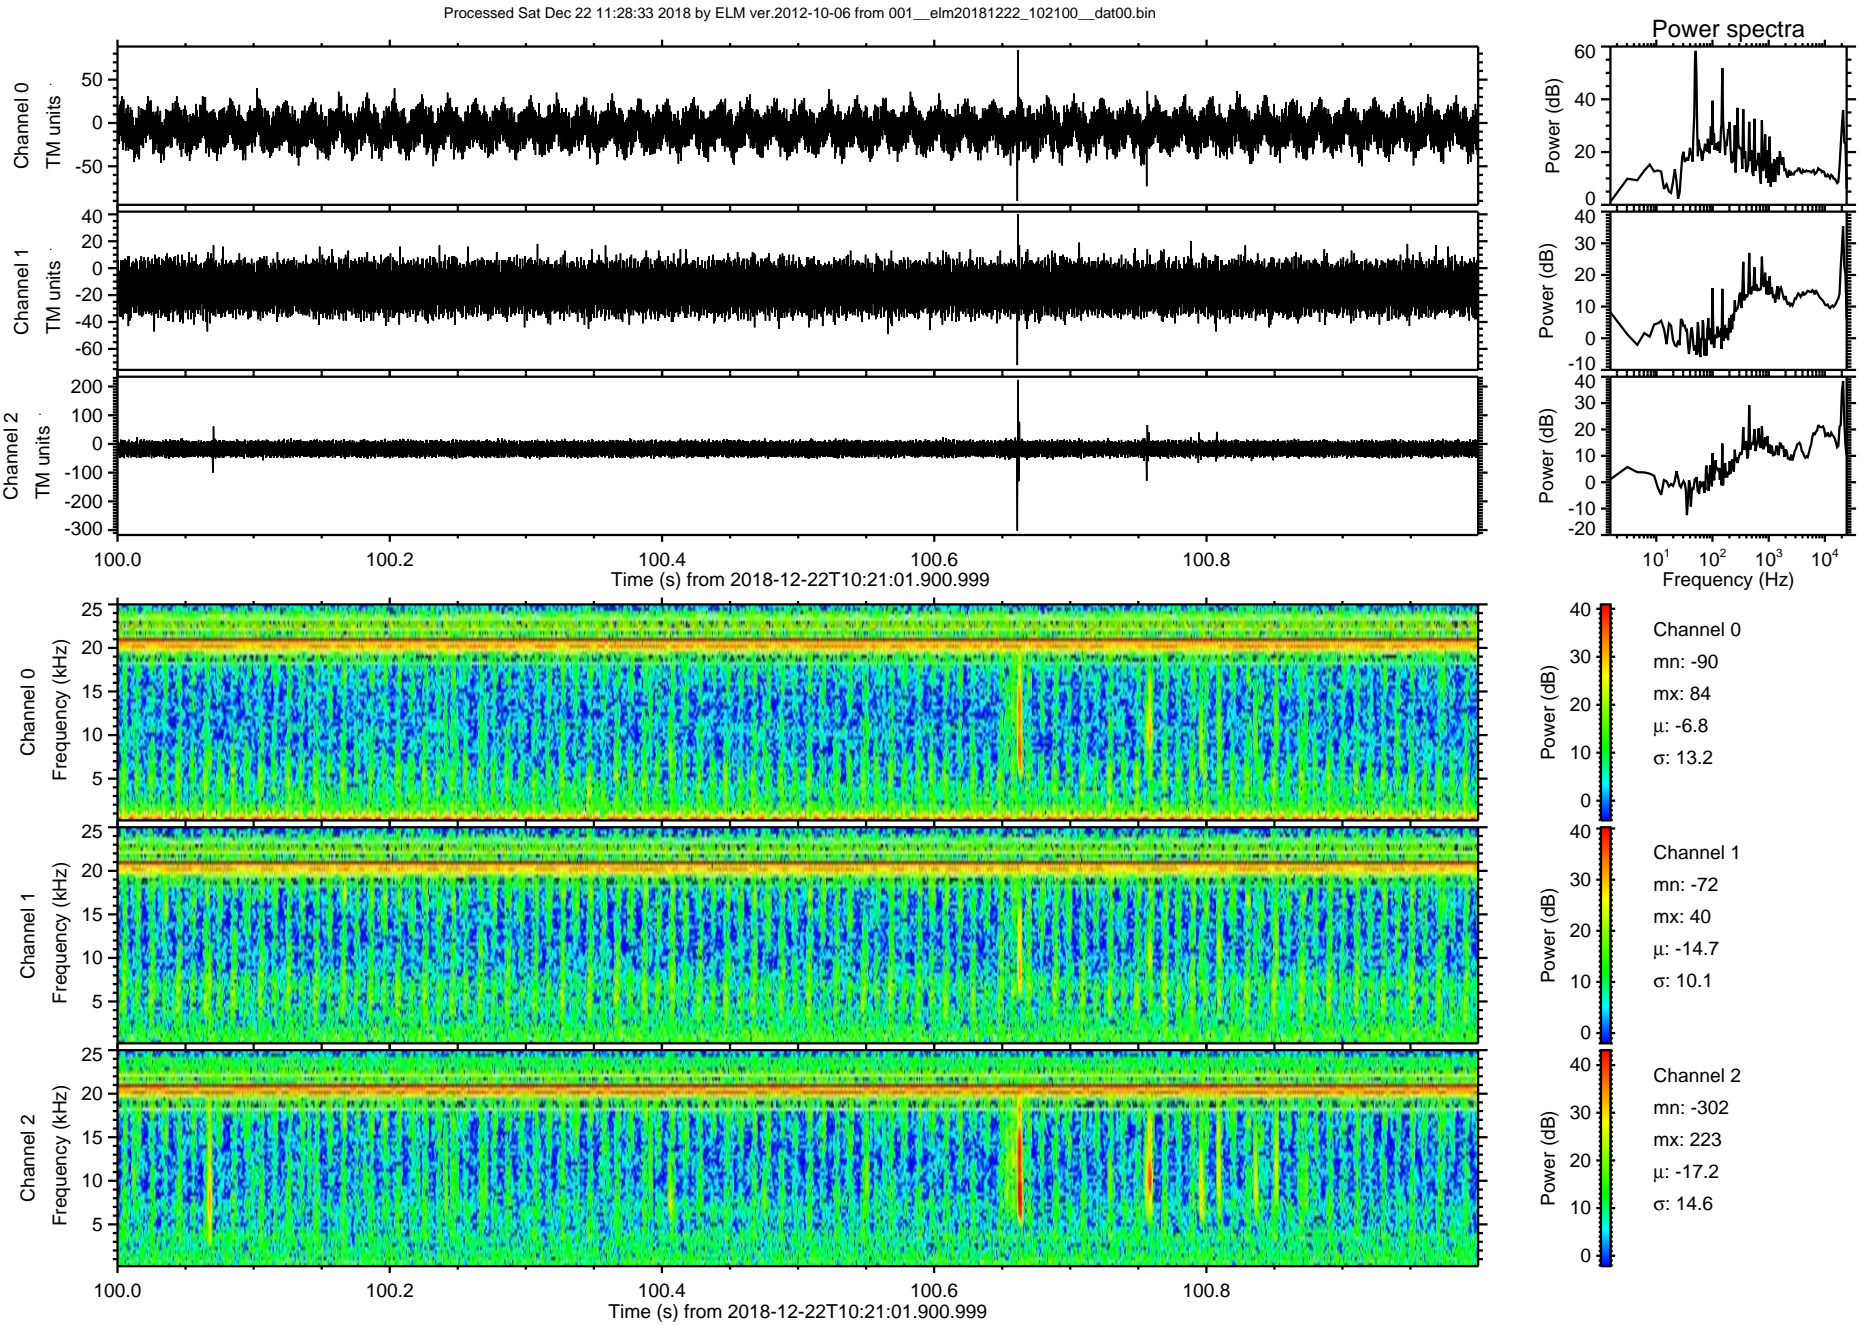 Processed Sat Dec 22 11:28:33 2018 by ELM ver.2012-10-06 from 001__elm20181222_102100__dat00.bin
Power spectra
Channel 0
TM units
50
0
-50
Power (dB)
60
40
20
0
Channel 1
TM units
40
20
0
-20
-40
-60
Power (dB)
40
30
20
10
0
-10
Channel 2
TM units
200
100
0
-100
-200
-300
Power (dB)
40
30
20
10
0
-10
-20
100.0 100.2 100.4 100.6 100.8
Time (s) from 2018-12-22T10:21:01.900.999
10¹ 10² 10³ 10⁴
Frequency (Hz)
Channel 0
Frequency (kHz)
25
20
15
10
5
Power (dB)
40
30
20
10
0
Channel 0
mn: -90
mx: 84
μ: -6.8
σ: 13.2
Channel 1
Frequency (kHz)
25
20
15
10
5
Power (dB)
40
30
20
10
0
Channel 1
mn: -72
mx: 40
μ: -14.7
σ: 10.1
Channel 2
Frequency (kHz)
25
20
15
10
5
Power (dB)
40
30
20
10
0
Channel 2
mn: -302
mx: 223
μ: -17.2
σ: 14.6
100.0 100.2 100.4 100.6 100.8
Time (s) from 2018-12-22T10:21:01.900.999